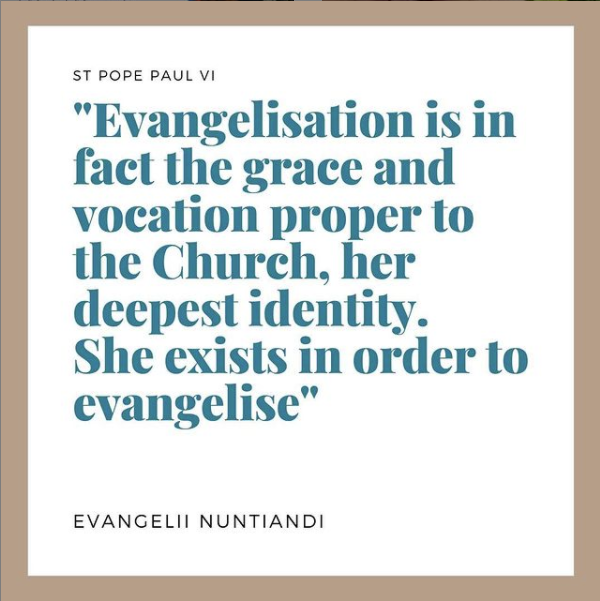 ST POPE PAUL VI
"Evangelisation is in
fact the grace and
vocation proper to
the Church, her
deepest identity.
She exists in order to
evangelise"
EVANGELII NUNTIANDI